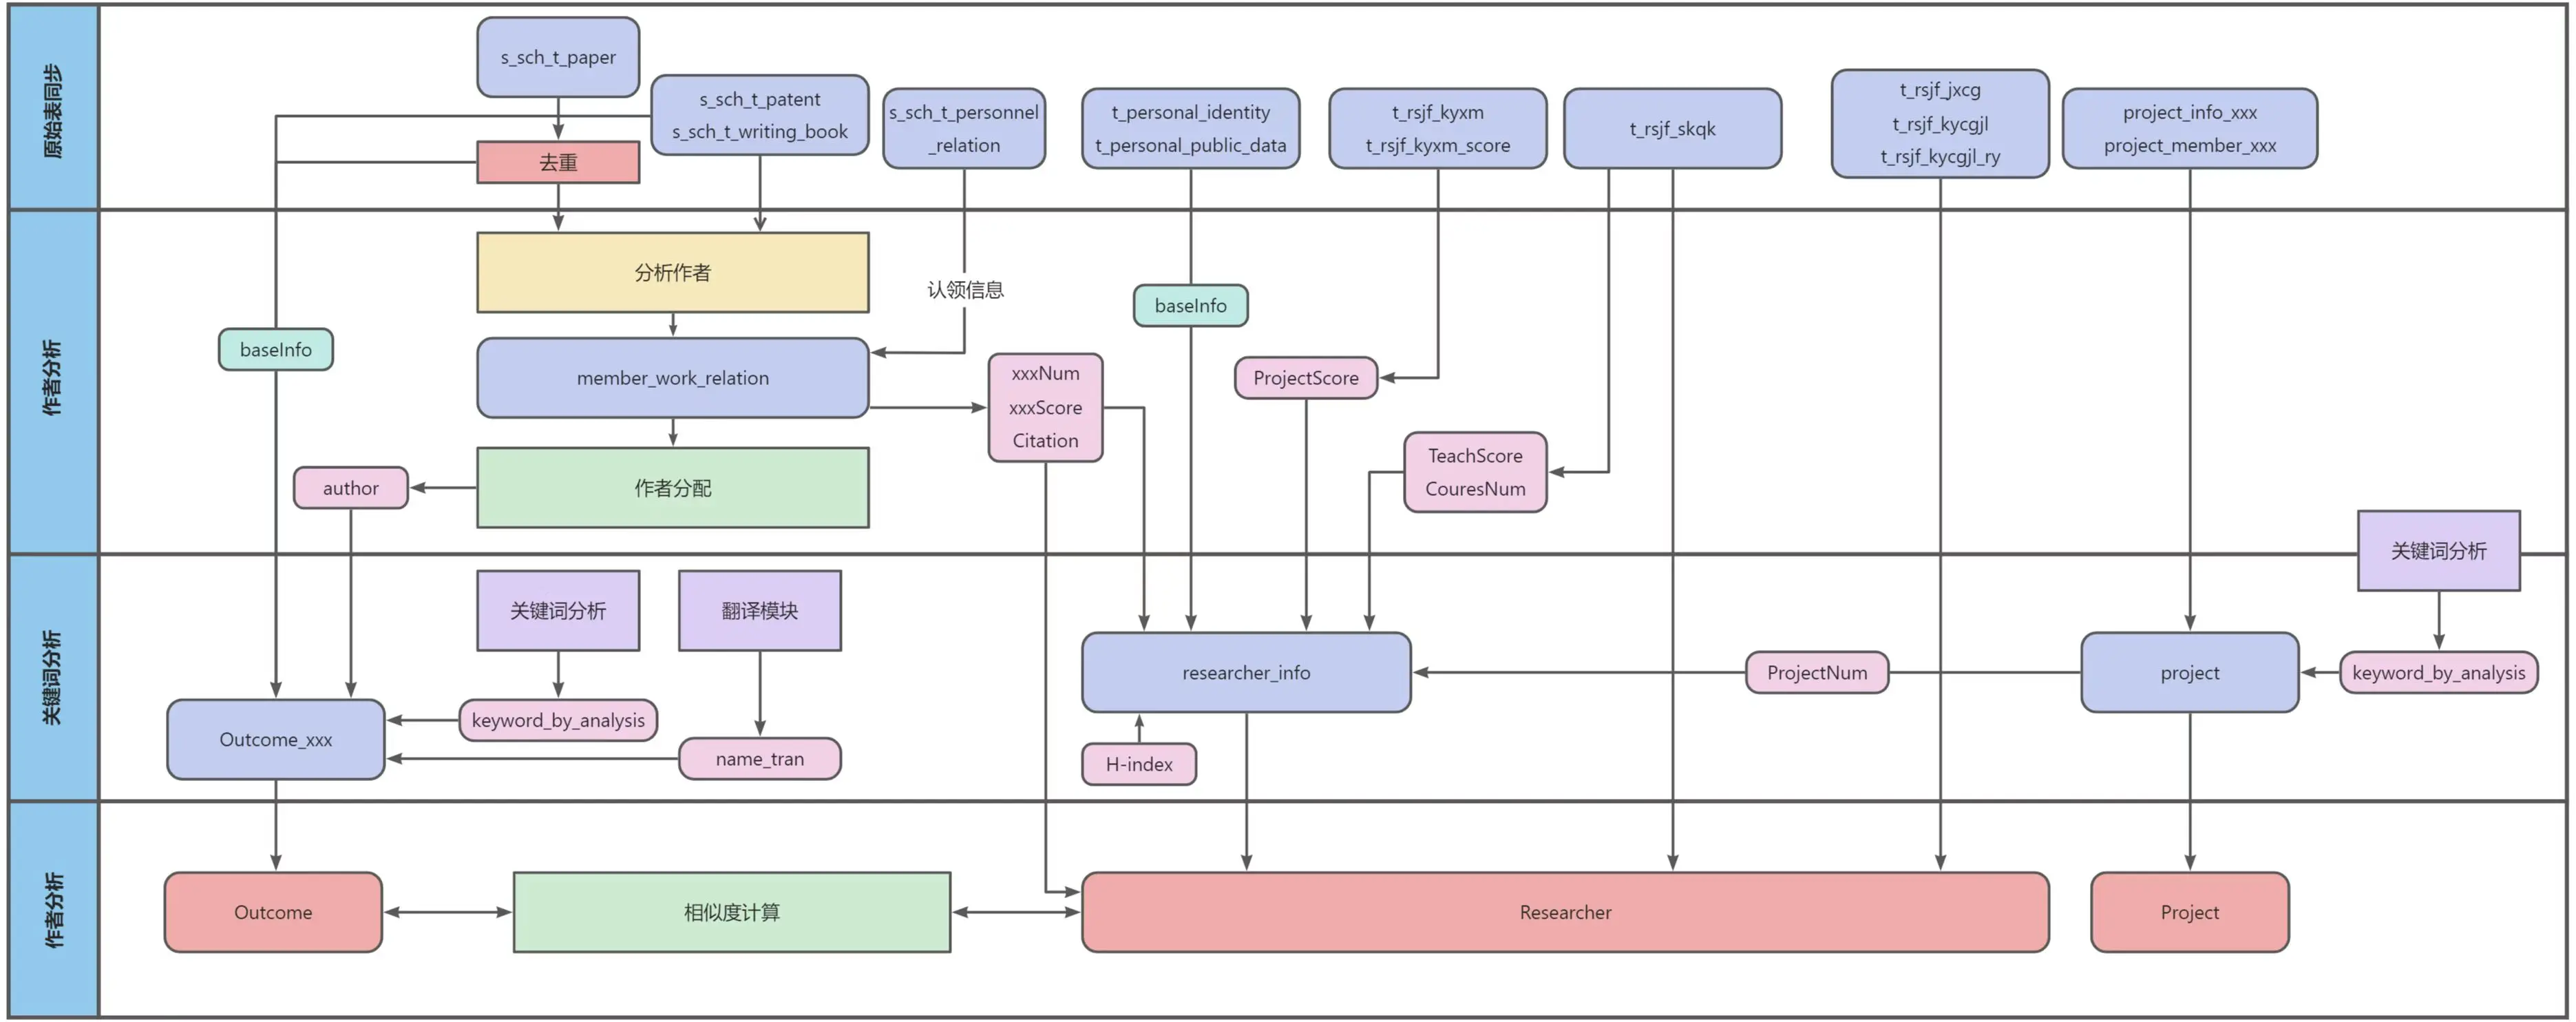 原始表同步
s_sch_t_paper
s_sch_t_patent
s_sch_t_writing_book
s_sch_t_personnel
_relation
t_personal_identity
t_personal_public_data
t_rsjf_kyxm
t_rsjf_kyxm_score
t_rsjf_skqk
t_rsjf_jxcg
t_rsjf_kycgjl
t_rsjf_kycgjl_ry
project_info_xxx
project_member_xxx
去重
作者分析
分析作者
认领信息
baseInfo
baseInfo
member_work_relation
xxxNum
xxxScore
Citation
ProjectScore
TeachScore
CouresNum
author
作者分配
关键词分析
关键词分析
关键词分析
翻译模块
researcher_info
ProjectNum
project
keyword_by_analysis
Outcome_xxx
keyword_by_analysis
name_tran
H-index
作者分析
Outcome
相似度计算
Researcher
Project